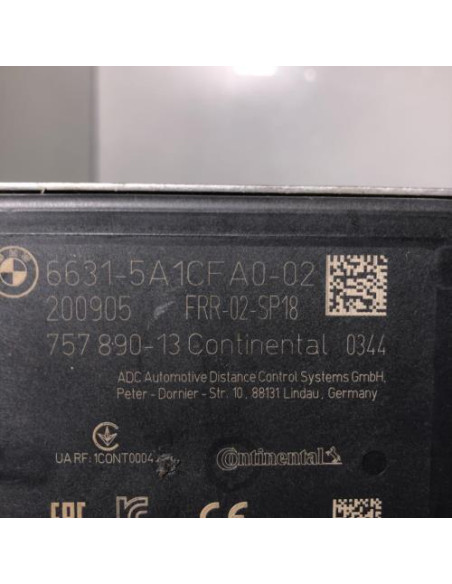 6631-5A1CFA0-02
200905 FRR-02-SP18
757 890-13 Continental 0344
ADC Automotive Distance Control Systems GmbH,
Peter - Dornier - Str. 10, 88131 Lindau, Germany
UA RF: 1CONT0004
Continental
EAC CE